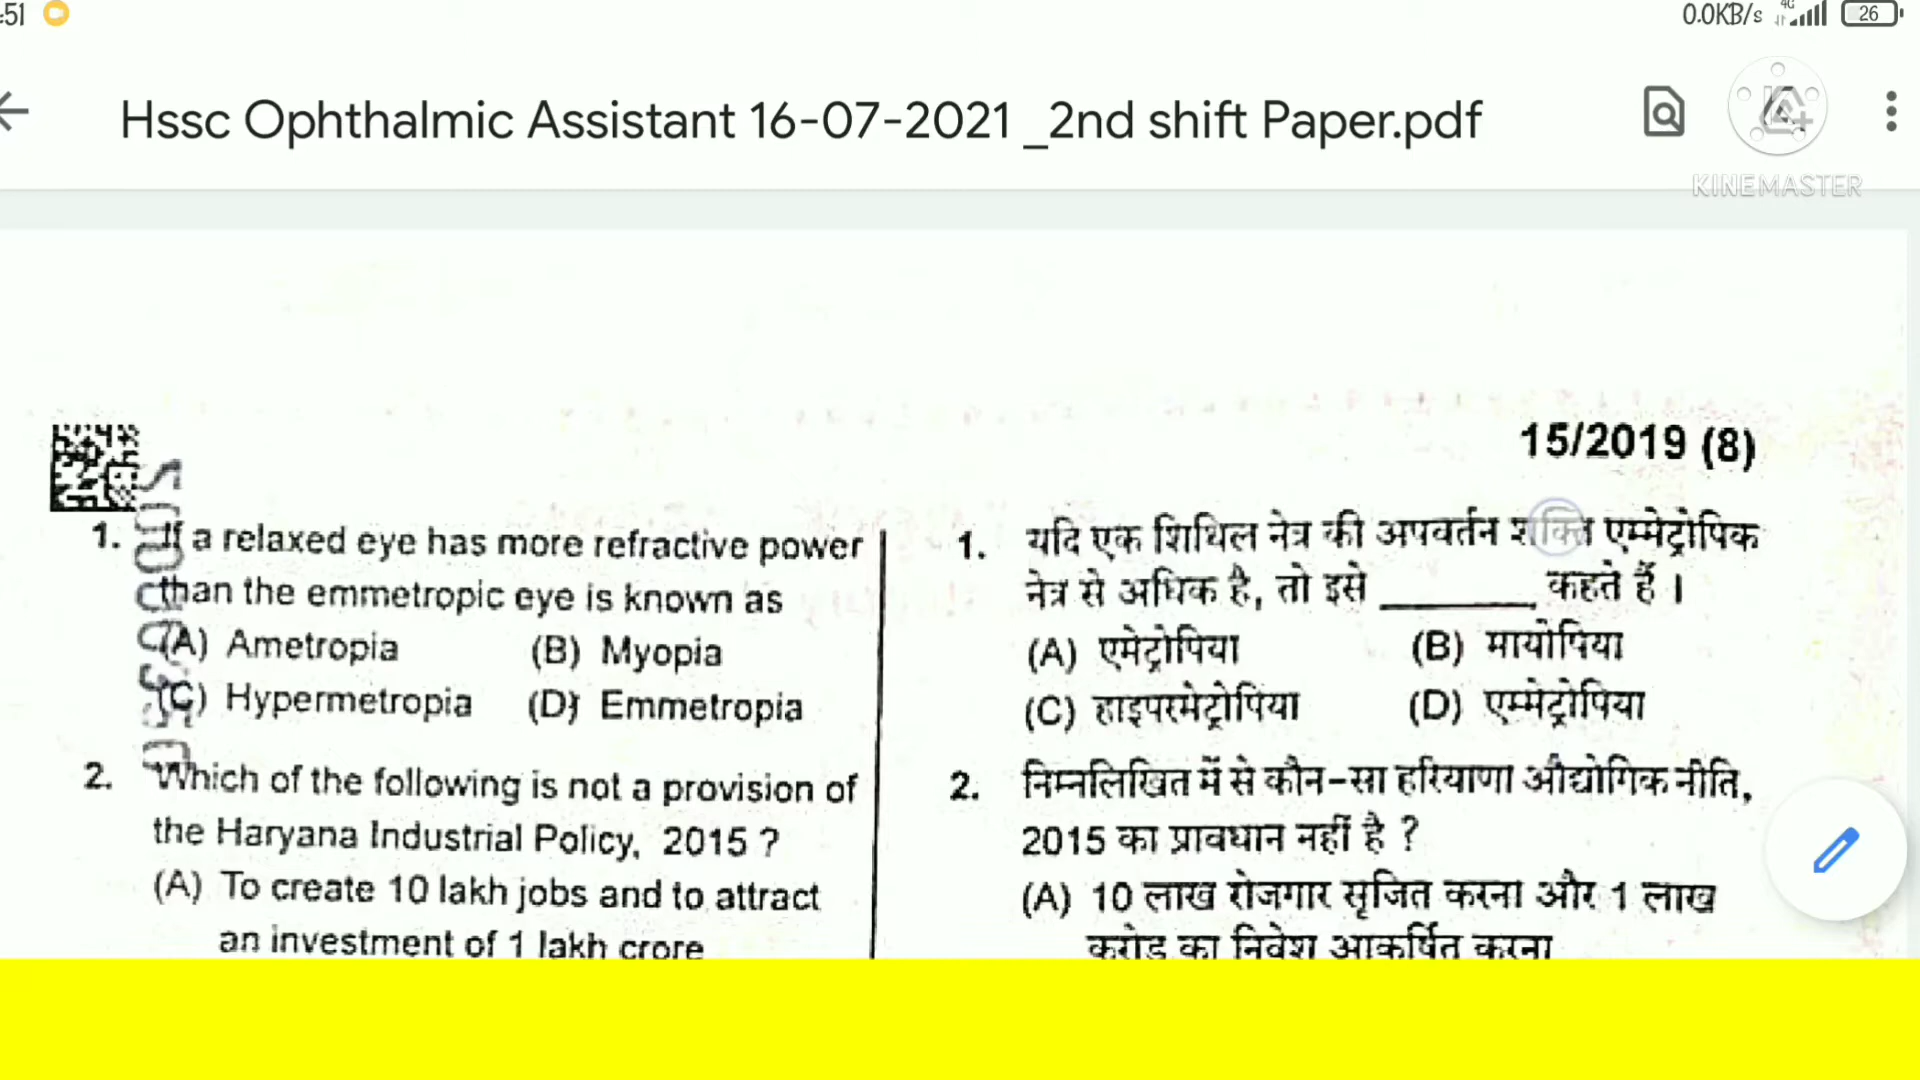 :51
0.0KB/s 4G 26
Hssc Ophthalmic Assistant 16-07-2021 _2nd shift Paper.pdf
KINEMASTER
15/2019 (8)
1. If a relaxed eye has more refractive power
than the emmetropic eye is known as
(A) Ametropia (B) Myopia
(C) Hypermetropia (D) Emmetropia
2. Which of the following is not a provision of
the Haryana Industrial Policy, 2015 ?
(A) To create 10 lakh jobs and to attract
an investment of 1 lakh crore
1. यदि एक शिथिल नेत्र की अपवर्तन शक्ति एम्मेट्रोपिक
नेत्र से अधिक है, तो इसे ________ कहते हैं ।
(A) एमेट्रोपिया (B) मायोपिया
(C) हाइपरमेट्रोपिया (D) एम्मेट्रोपिया
2. निम्नलिखित में से कौन-सा हरियाणा औद्योगिक नीति,
2015 का प्रावधान नहीं है ?
(A) 10 लाख रोज़गार सृजित करना और 1 लाख
करोड़ का निवेश आकर्षित करना